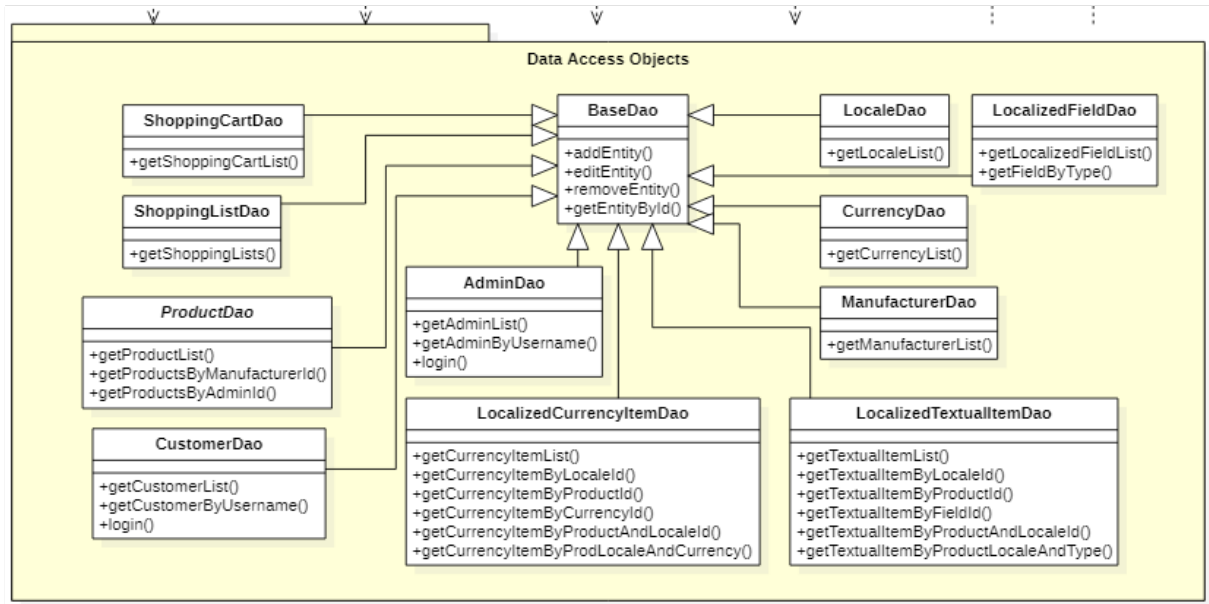 Data Access Objects
ShoppingCartDao
+getShoppingCartList()
ShoppingListDao
+getShoppingLists()
ProductDao
+getProductList()
+getProductsByManufacturerId()
+getProductsByAdminId()
CustomerDao
+getCustomerList()
+getCustomerByUsername()
+login()
BaseDao
+addEntity()
+editEntity()
+removeEntity()
+getEntityById()
AdminDao
+getAdminList()
+getAdminByUsername()
+login()
LocalizedCurrencyItemDao
+getCurrencyItemList()
+getCurrencyItemByLocaleId()
+getCurrencyItemByProductId()
+getCurrencyItemByCurrencyId()
+getCurrencyItemByProductAndLocaleId()
+getCurrencyItemByProdLocaleAndCurrency()
LocaleDao
+getLocaleList()
LocalizedFieldDao
+getLocalizedFieldList()
+getFieldByType()
CurrencyDao
+getCurrencyList()
ManufacturerDao
+getManufacturerList()
LocalizedTextualItemDao
+getTextualItemList()
+getTextualItemByLocaleId()
+getTextualItemByProductId()
+getTextualItemByFieldId()
+getTextualItemByProductAndLocaleId()
+getTextualItemByProductLocaleAndType()